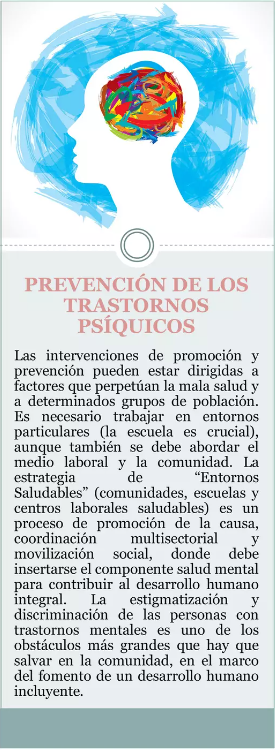 PREVENCIÓN DE LOS
TRASTORNOS
PSÍQUICOS
Las intervenciones de promoción y
prevención pueden estar dirigidas a
factores que perpetúan la mala salud y
a determinados grupos de población.
Es necesario trabajar en entornos
particulares (la escuela es crucial),
aunque también se debe abordar el
medio laboral y la comunidad. La
estrategia de “Entornos
Saludables” (comunidades, escuelas y
centros laborales saludables) es un
proceso de promoción de la causa,
coordinación multisectorial y
movilización social, donde debe
insertarse el componente salud mental
para contribuir al desarrollo humano
integral. La estigmatización y
discriminación de las personas con
trastornos mentales es uno de los
obstáculos más grandes que hay que
salvar en la comunidad, en el marco
del fomento de un desarrollo humano
incluyente.